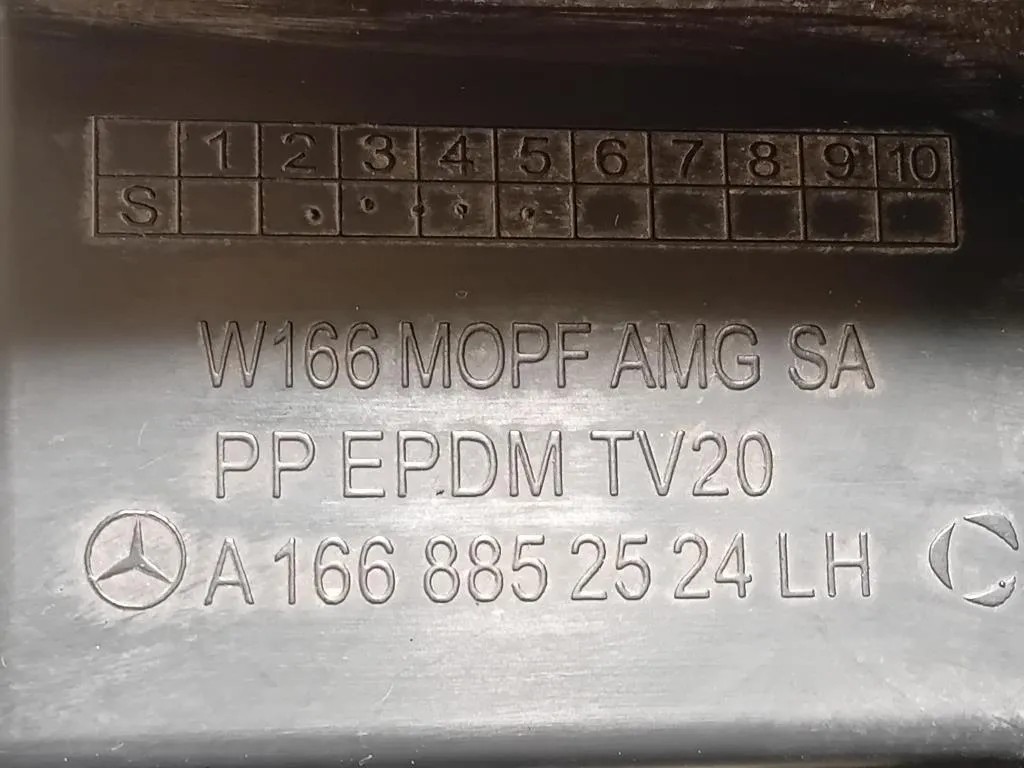 1 2 3 4 5 6 7 8 9 10
S
W166 MOPF AMG SA
PP EPDM TV20
A 166 885 25 24 LH